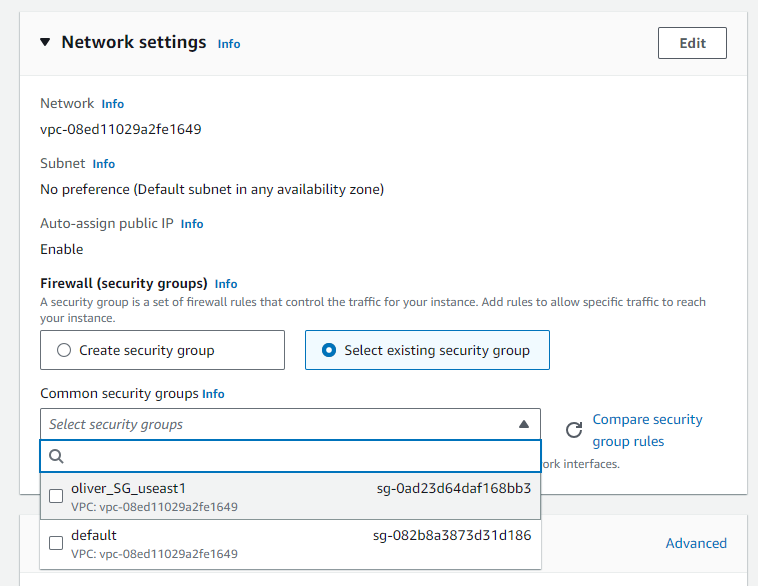 Network settings Info
Edit
Network Info
vpc-08ed11029a2fe1649
Subnet Info
No preference (Default subnet in any availability zone)
Auto-assign public IP Info
Enable
Firewall (security groups) Info
A security group is a set of firewall rules that control the traffic for your instance. Add rules to allow specific traffic to reach
your instance.
Create security group
Select existing security group
Common security groups Info
Select security groups
Compare security
group rules
ork interfaces.
oliver_SG_useast1 sg-0ad23d64daf168bb3
VPC: vpc-08ed11029a2fe1649
default sg-082b8a3873d31d186
VPC: vpc-08ed11029a2fe1649
Advanced